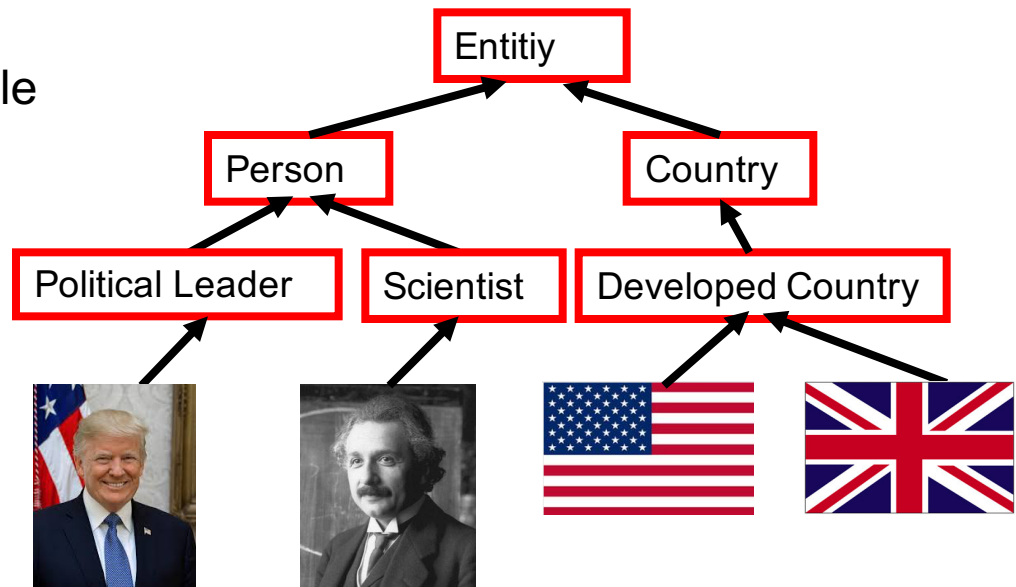 Entitiy
le
Person
Country
Political Leader
Scientist
Developed Country